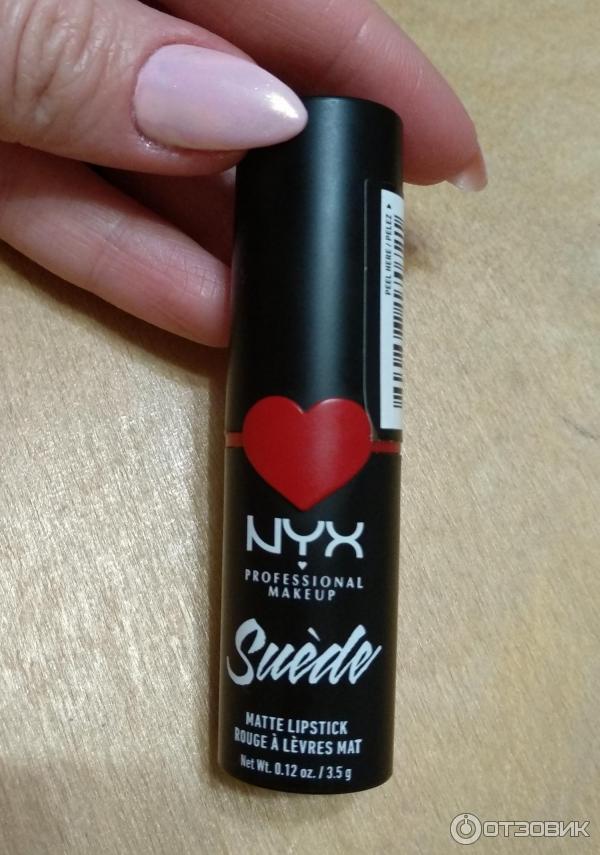 PEEL HERE / PELEZ ►
NYX
PROFESSIONAL
MAKEUP
Suède
MATTE LIPSTICK
ROUGE À LÈVRES MAT
Net Wt. 0.12 oz. / 3.5 g
ОТЗОВИК